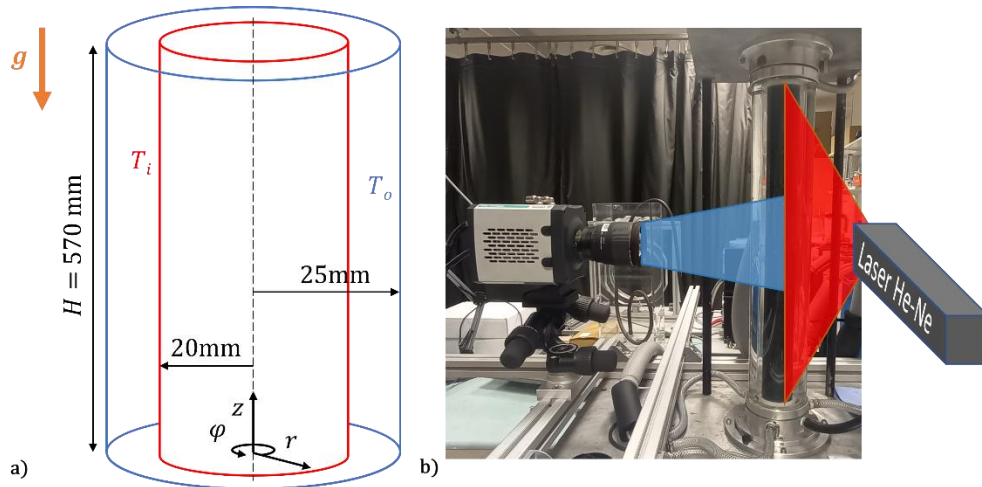 g
T_i
T_o
H = 570 mm
25mm
20mm
z
φ
r
a)
b)
Laser He-Ne